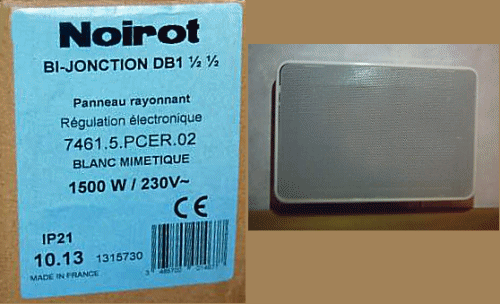 Noirot
BI-JONCTION DB1 ½ ½
Panneau rayonnant
Régulation électronique
7461.5.PCER.02
BLANC MIMETIQUE
1500 W / 230V~
CE
IP21
10.13 1315730
MADE IN FRANCE